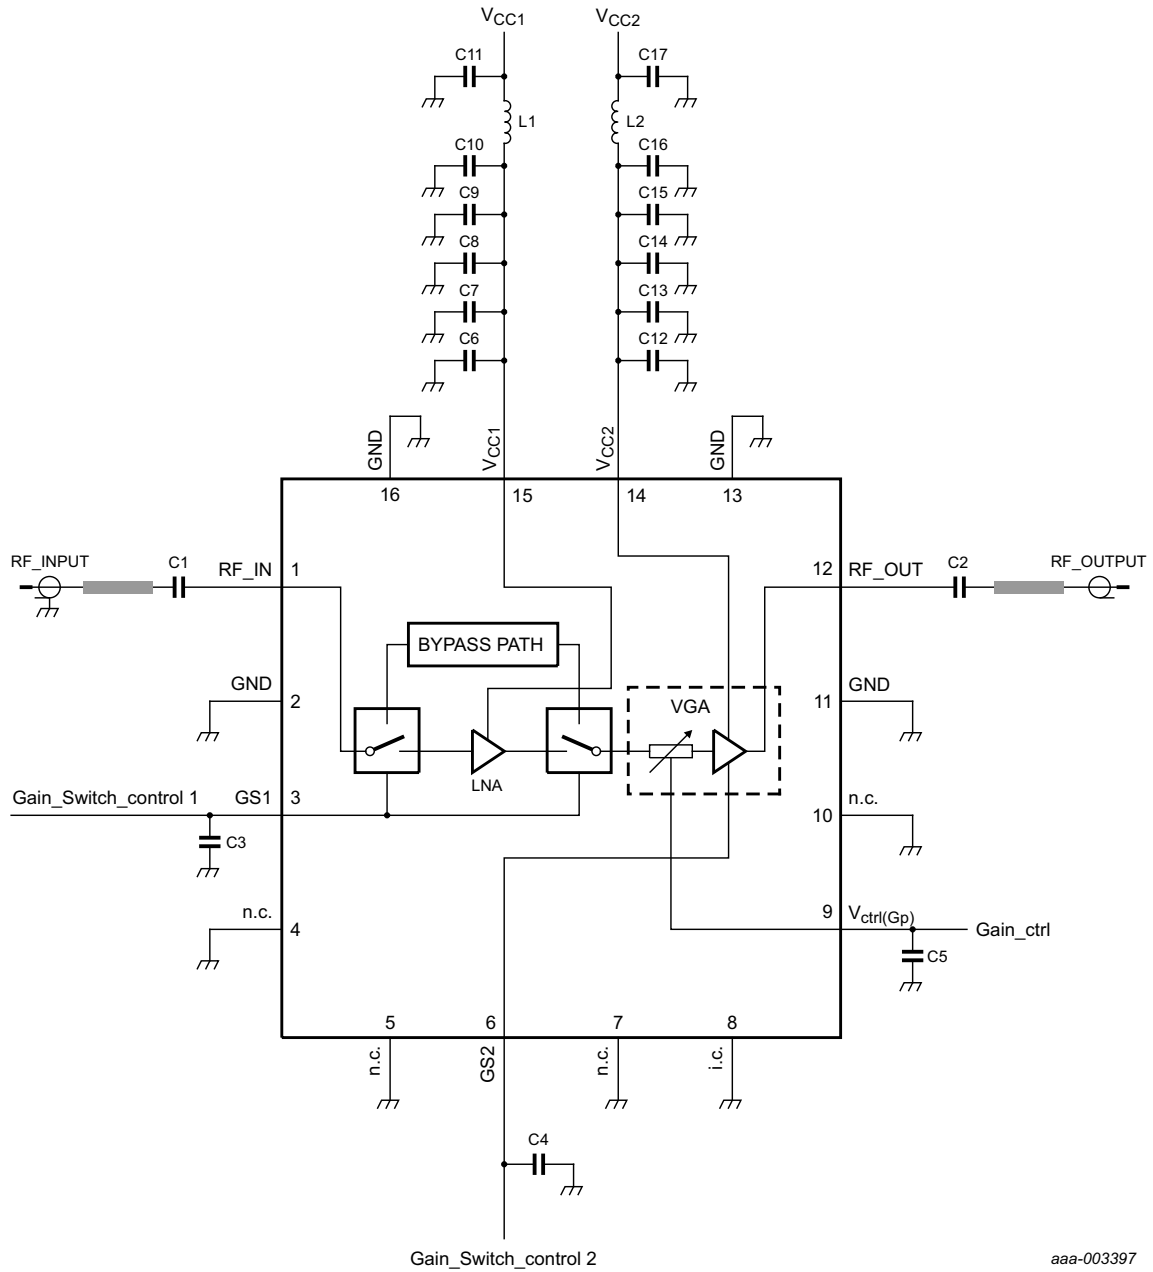 VCC1
VCC2
C11
C17
L1
L2
C10
C16
C9
C15
C8
C14
C7
C13
C6
C12
GND
VCC1
VCC2
GND
16
15
14
13
RF_INPUT
C1
RF_IN
1
12
RF_OUT
C2
RF_OUTPUT
BYPASS PATH
GND
2
11
GND
VGA
LNA
Gain_Switch_control 1
GS1
3
C3
n.c.
10
n.c.
4
9
Vctrl(Gp)
Gain_ctrl
C5
5
6
7
8
n.c.
GS2
n.c.
i.c.
C4
Gain_Switch_control 2
aaa-003397